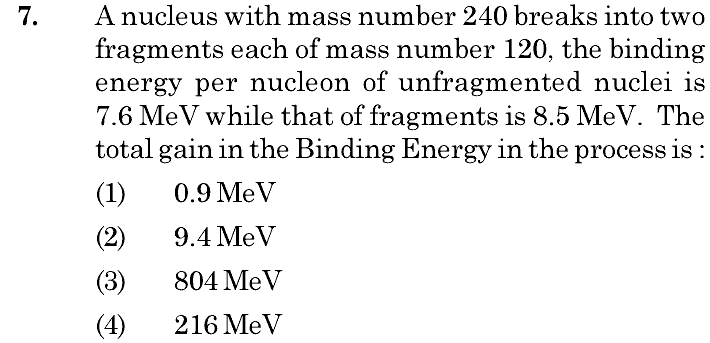 7. A nucleus with mass number 240 breaks into two
fragments each of mass number 120, the binding
energy per nucleon of unfragmented nuclei is
7.6 MeV while that of fragments is 8.5 MeV. The
total gain in the Binding Energy in the process is :
(1) 0.9 MeV
(2) 9.4 MeV
(3) 804 MeV
(4) 216 MeV